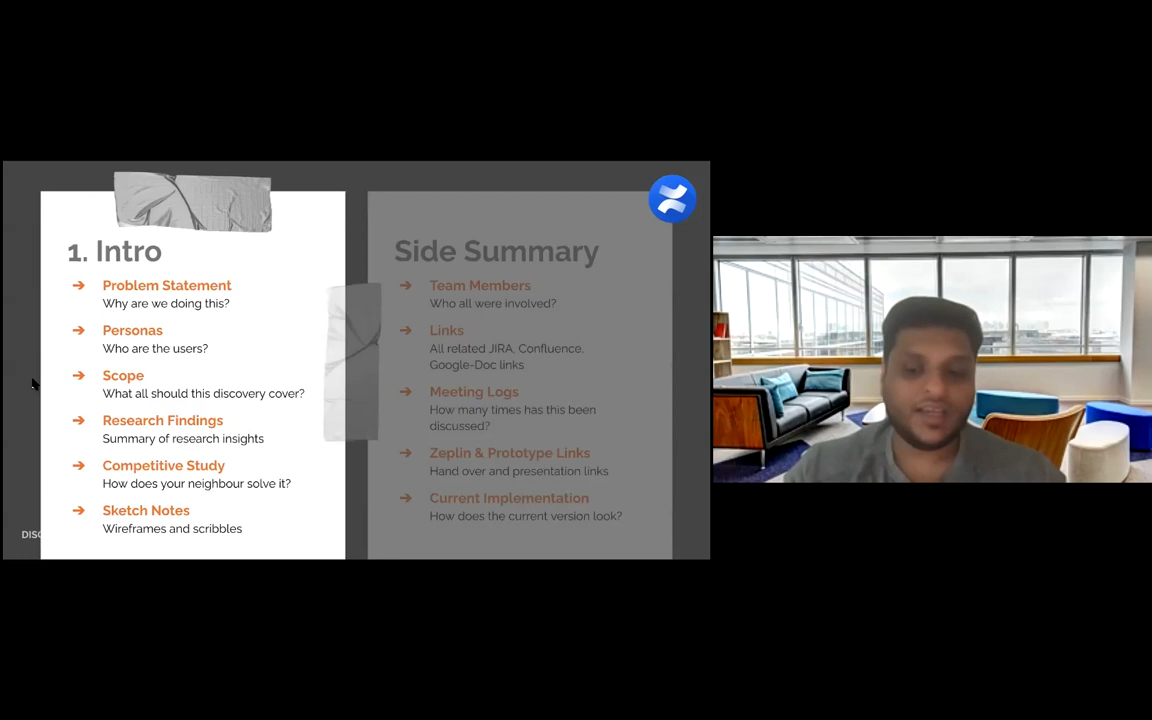 1. Intro
Problem Statement
Why are we doing this?
Personas
Who are the users?
Scope
What all should this discovery cover?
Research Findings
Summary of research insights
Competitive Study
How does your neighbour solve it?
Sketch Notes
Wireframes and scribbles
Side Summary
Team Members
Who all were involved?
Links
All related JIRA, Confluence,
Google-Doc links
Meeting Logs
How many times has this been
discussed?
Zeplin & Prototype Links
Hand over and presentation links
Current Implementation
How does the current version look?